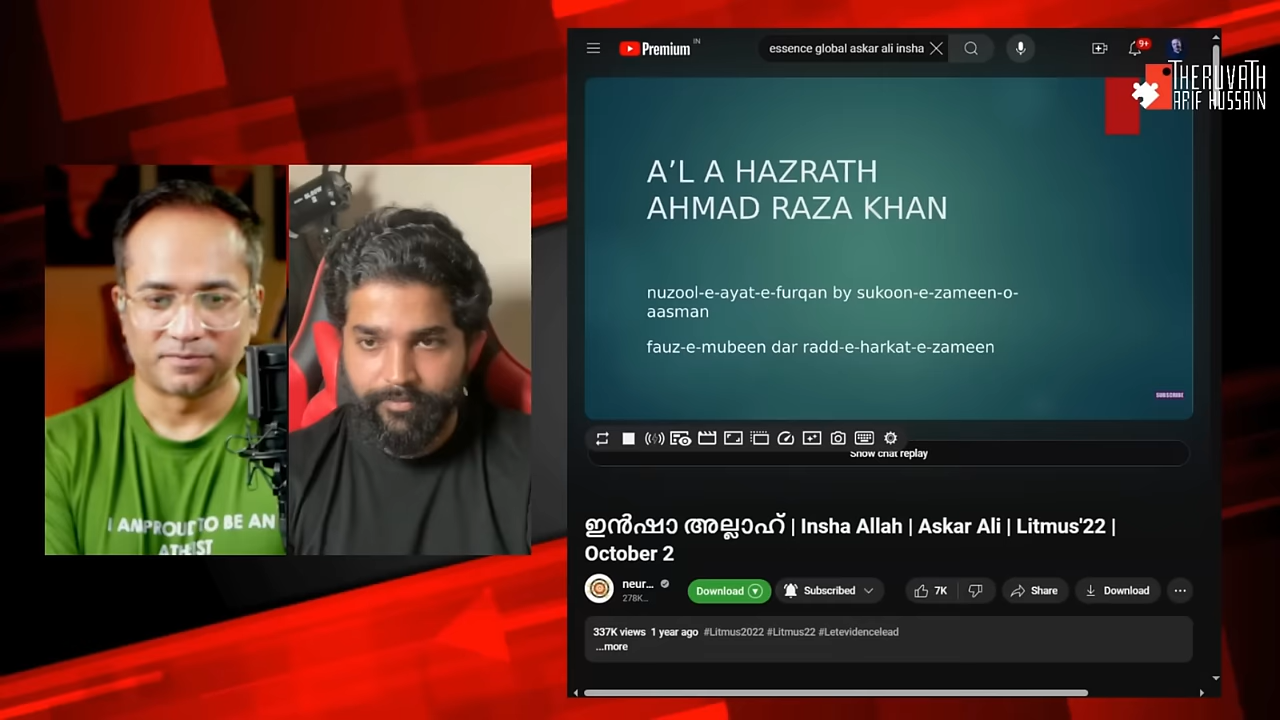 Premium IN
essence global askar ali insha
9+
THERUVATH
ARIF HUSSAIN
A’L A HAZRATH
AHMAD RAZA KHAN
nuzool-e-ayat-e-furqan by sukoon-e-zameen-o-
aasman
fauz-e-mubeen dar radd-e-harkat-e-zameen
SUBSCRIBE
Show chat replay
I AM PROUD TO BE AN
ATHEIST
ഇൻഷാ അല്ലാഹ് | Insha Allah | Askar Ali | Litmus'22 |
October 2
neur...
278K...
Download
Subscribed
7K
Share
Download
337K views 1 year ago #Litmus2022 #Litmus22 #Letevidencelead
...more